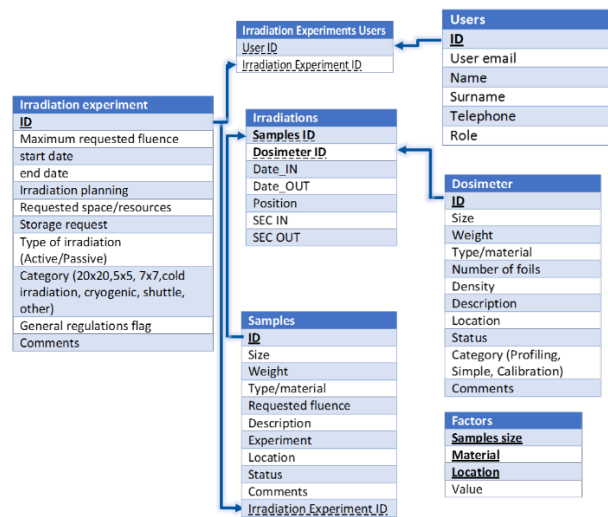 Irradiation Experiments Users
User ID
Irradiation Experiment ID
Users
ID
User email
Name
Surname
Telephone
Role
Irradiation experiment
ID
Maximum requested fluence
start date
end date
Irradiation planning
Requested space/resources
Storage request
Type of irradiation
(Active/Passive)
Category (20x20,5x5, 7x7,cold
irradiation, cryogenic, shuttle,
other)
General regulations flag
Comments
Irradiations
Samples ID
Dosimeter ID
Date_IN
Date_OUT
Position
SEC IN
SEC OUT
Dosimeter
ID
Size
Weight
Type/material
Number of foils
Density
Description
Location
Status
Category (Profiling,
Simple, Calibration)
Comments
Samples
ID
Size
Weight
Type/material
Requested fluence
Description
Experiment
Location
Status
Comments
Irradiation Experiment ID
Factors
Samples size
Material
Location
Value